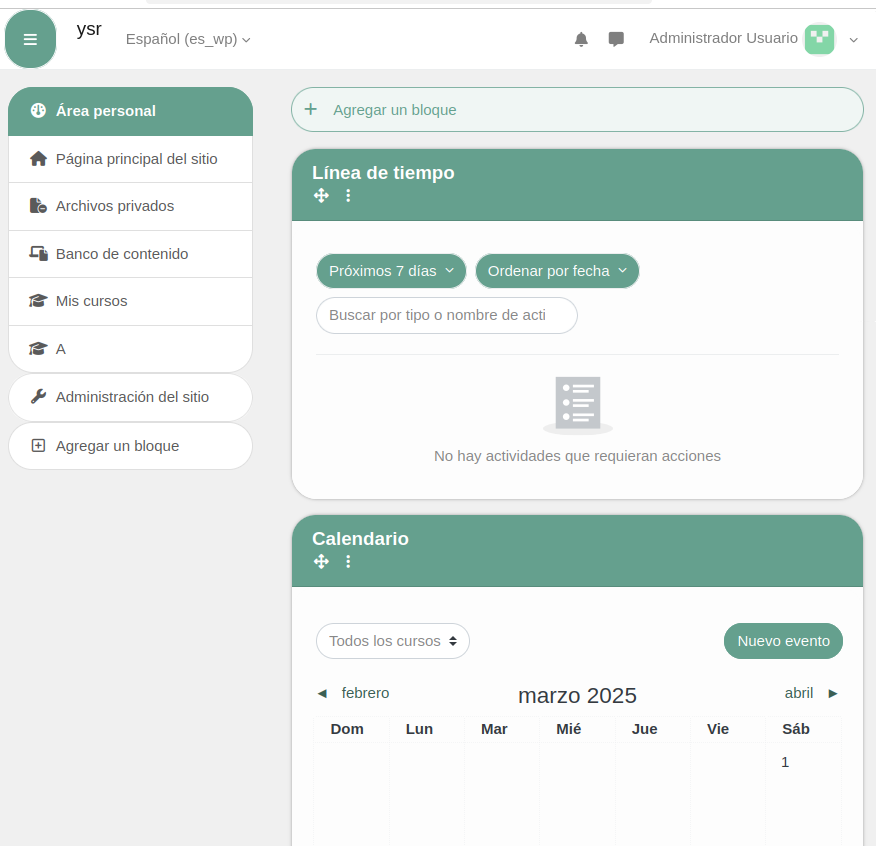 ysr
Español (es_wp)
Administrador Usuario
Área personal
Página principal del sitio
Archivos privados
Banco de contenido
Mis cursos
A
Administración del sitio
Agregar un bloque
Agregar un bloque
Línea de tiempo
Próximos 7 días
Ordenar por fecha
Buscar por tipo o nombre de acti
No hay actividades que requieran acciones
Calendario
Todos los cursos
Nuevo evento
◄ febrero
marzo 2025
abril ►
Dom Lun Mar Mié Jue Vie Sáb
1